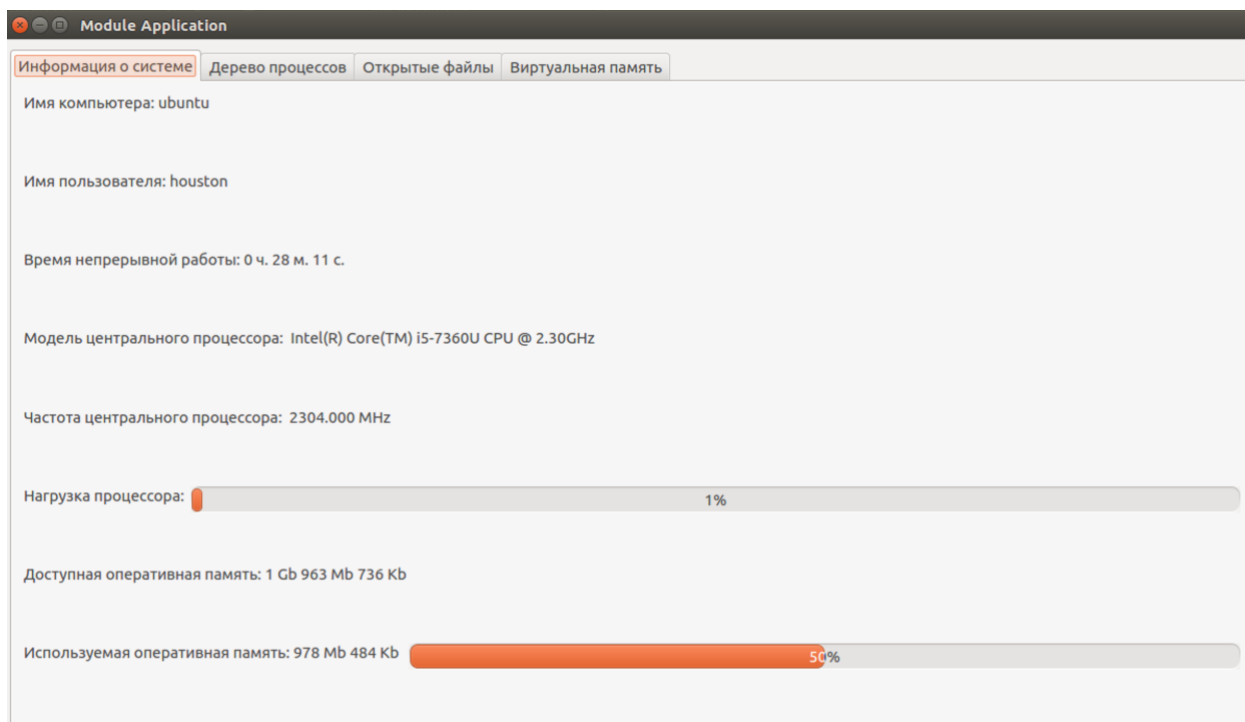 Module Application
Информация о системе Дерево процессов Открытые файлы Виртуальная память
Имя компьютера: ubuntu
Имя пользователя: houston
Время непрерывной работы: 0 ч. 28 м. 11 с.
Модель центрального процессора: Intel(R) Core(TM) i5-7360U CPU @ 2.30GHz
Частота центрального процессора: 2304.000 MHz
Нагрузка процессора: 1%
Доступная оперативная память: 1 Gb 963 Mb 736 Kb
Используемая оперативная память: 978 Mb 484 Kb 50%